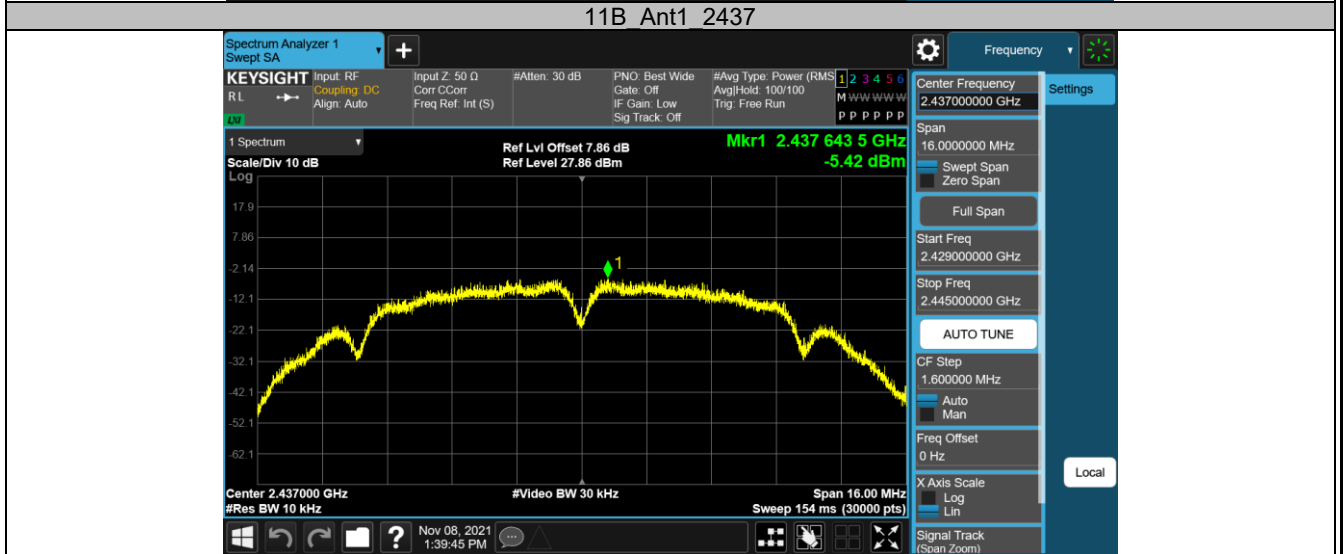 11B_Ant1_2437
Spectrum Analyzer 1
Swept SA
+
Frequency
KEYSIGHT
RL
LXI
Input: RF
Coupling: DC
Align: Auto
Input Z: 50 Ω
Corr CCorr
Freq Ref: Int (S)
#Atten: 30 dB
PNO: Best Wide
Gate: Off
IF Gain: Low
Sig Track: Off
#Avg Type: Power (RMS
Avg|Hold: 100/100
Trig: Free Run
1 2 3 4 5 6
M W W W W W
P P P P P P
1 Spectrum
Scale/Div 10 dB
Log
Ref Lvl Offset 7.86 dB
Ref Level 27.86 dBm
Mkr1 2.437 643 5 GHz
-5.42 dBm
17.9
7.86
-2.14
-12.1
-22.1
-32.1
-42.1
-52.1
-62.1
1
Center 2.437000 GHz
#Res BW 10 kHz
#Video BW 30 kHz
Span 16.00 MHz
Sweep 154 ms (30000 pts)
Center Frequency
2.437000000 GHz
Span
16.0000000 MHz
Swept Span
Zero Span
Full Span
Start Freq
2.429000000 GHz
Stop Freq
2.445000000 GHz
AUTO TUNE
CF Step
1.600000 MHz
Auto
Man
Freq Offset
0 Hz
X Axis Scale
Log
Lin
Signal Track
(Span Zoom)
Settings
Local
?
Nov 08, 2021
1:39:45 PM